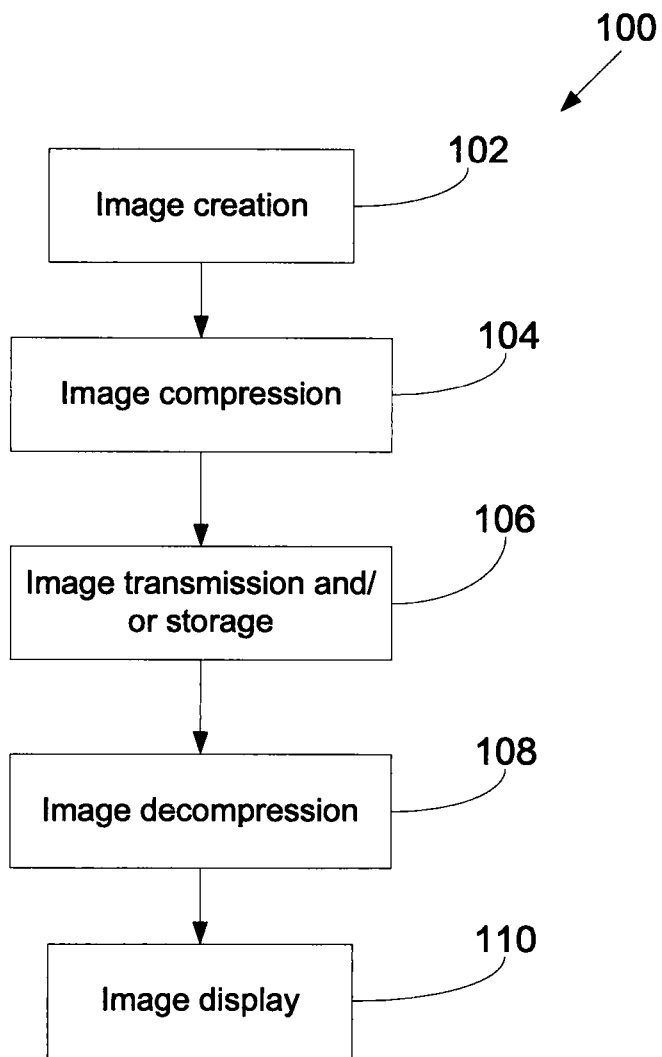 100
102
Image creation
104
Image compression
106
Image transmission and/
or storage
108
Image decompression
110
Image display